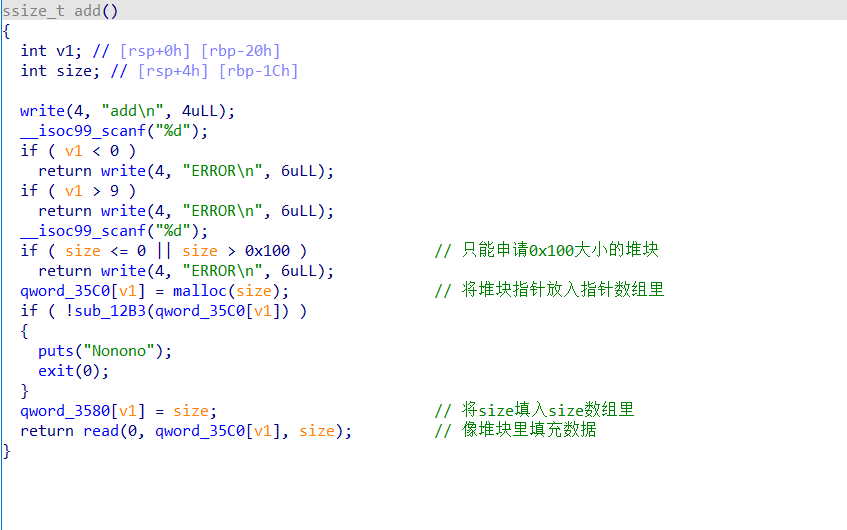 ssize_t add()
{
  int v1; // [rsp+0h] [rbp-20h]
  int size; // [rsp+4h] [rbp-1Ch]

  write(4, "add\n", 4uLL);
  __isoc99_scanf("%d");
  if ( v1 < 0 )
    return write(4, "ERROR\n", 6uLL);
  if ( v1 > 9 )
    return write(4, "ERROR\n", 6uLL);
  __isoc99_scanf("%d");
  if ( size <= 0 || size > 0x100 )                // 只能申请0x100大小的堆块
    return write(4, "ERROR\n", 6uLL);
  qword_35C0[v1] = malloc(size);                  // 将堆块指针放入指针数组里
  if ( !sub_12B3(qword_35C0[v1]) )
  {
    puts("Nonono");
    exit(0);
  }
  qword_3580[v1] = size;                          // 将size填入size数组里
  return read(0, qword_35C0[v1], size);           // 像堆块里填充数据
}